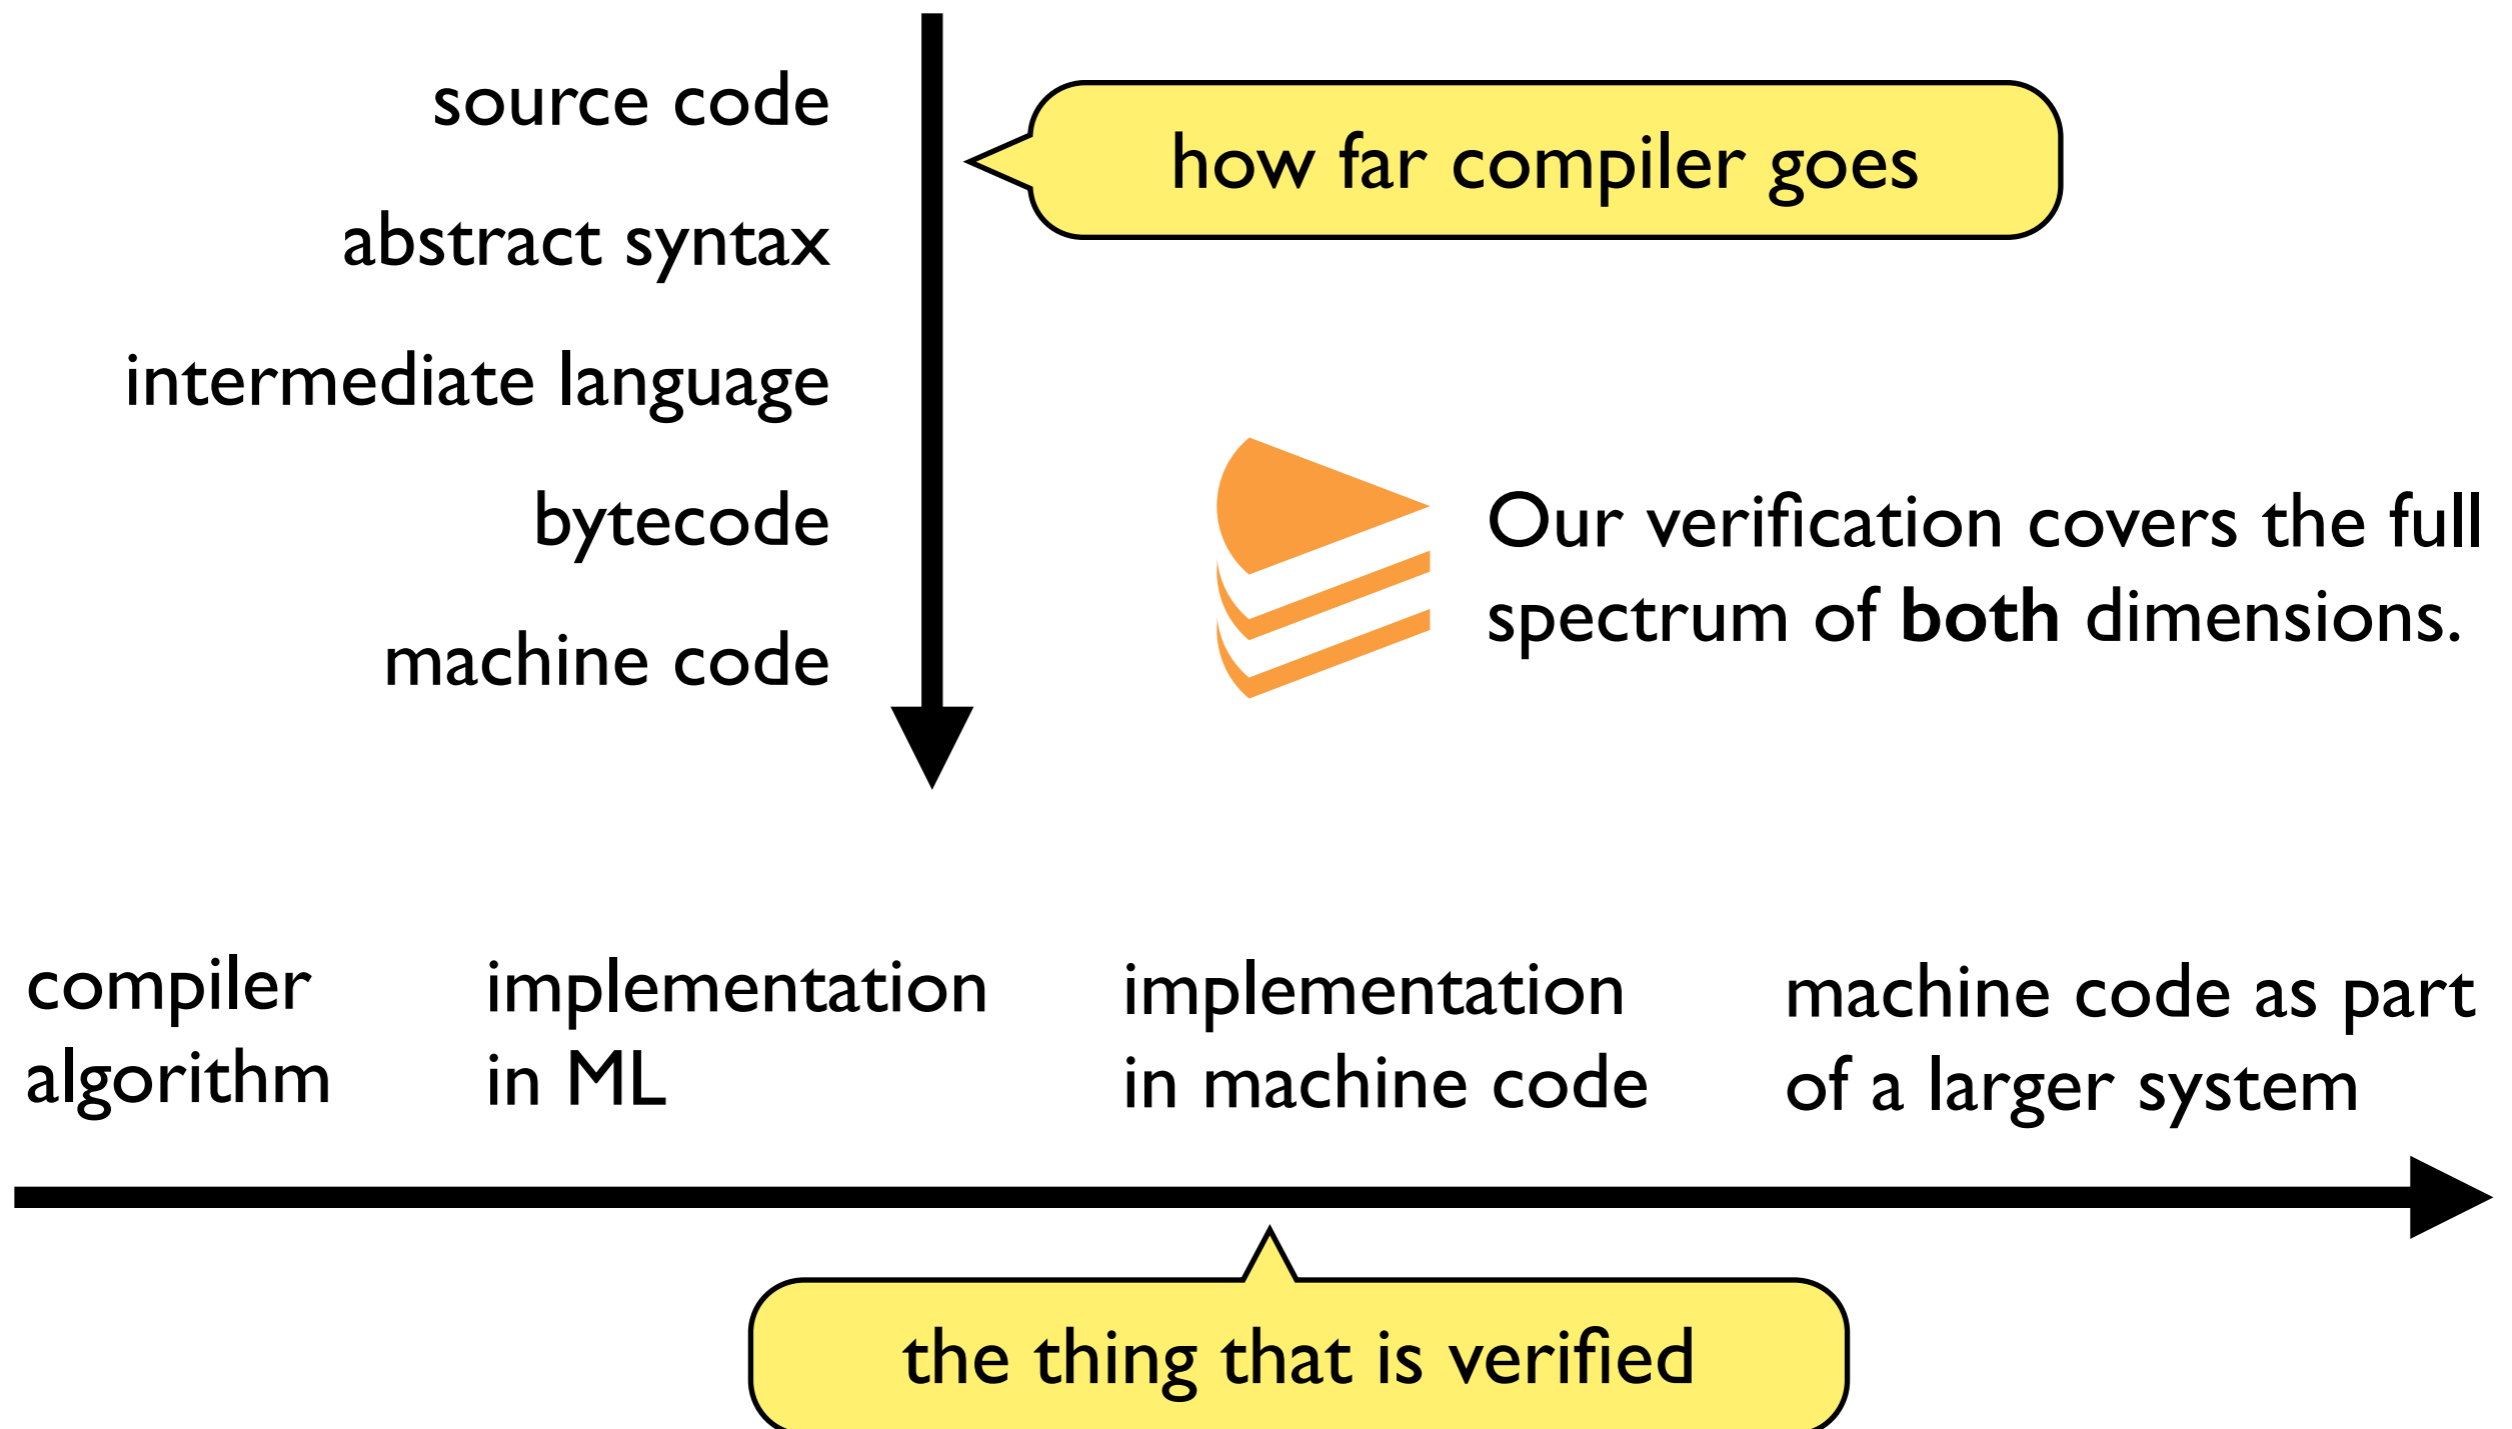 source code
how far compiler goes
abstract syntax
intermediate language
bytecode
machine code
Our verification covers the full
spectrum of both dimensions.
compiler
algorithm
implementation
in ML
implementation
in machine code
machine code as part
of a larger system
the thing that is verified